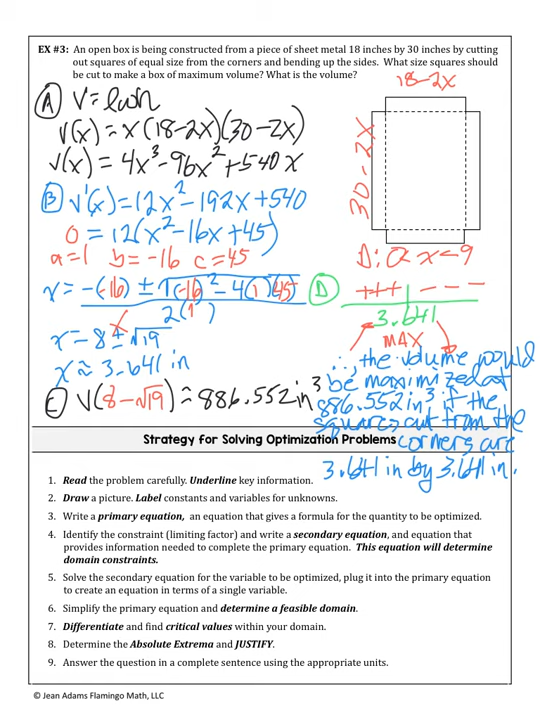 EX #3: An open box is being constructed from a piece of sheet metal 18 inches by 30 inches by cutting
out squares of equal size from the corners and bending up the sides. What size squares should
be cut to make a box of maximum volume? What is the volume?
18-2x
30-2x
A V = lwh
V(x) = x(18-2x)(30-2x)
V(x) = 4x³ - 96x² + 540x
B V'(x) = 12x² - 192x + 540
0 = 12(x² - 16x + 45)
a = 1 b = -16 c = 45
D: 0 < x < 9
x = -(-16) ± √(-16)² - 4(1)(45)
2(1)
D +++ | - - -
3.641
MAX
x = 8 ± √19
x ≈ 3.641 in
C V(8 - √19) ≈ 886.552 in³
∴, the volume would
be maximized at
886.552 in³ if the
squares cut from the
corners are
3.641 in by 3.641 in.
Strategy for Solving Optimization Problems
1. Read the problem carefully. Underline key information.
2. Draw a picture. Label constants and variables for unknowns.
3. Write a primary equation, an equation that gives a formula for the quantity to be optimized.
4. Identify the constraint (limiting factor) and write a secondary equation, and equation that
provides information needed to complete the primary equation. This equation will determine
domain constraints.
5. Solve the secondary equation for the variable to be optimized, plug it into the primary equation
to create an equation in terms of a single variable.
6. Simplify the primary equation and determine a feasible domain.
7. Differentiate and find critical values within your domain.
8. Determine the Absolute Extrema and JUSTIFY.
9. Answer the question in a complete sentence using the appropriate units.
© Jean Adams Flamingo Math, LLC